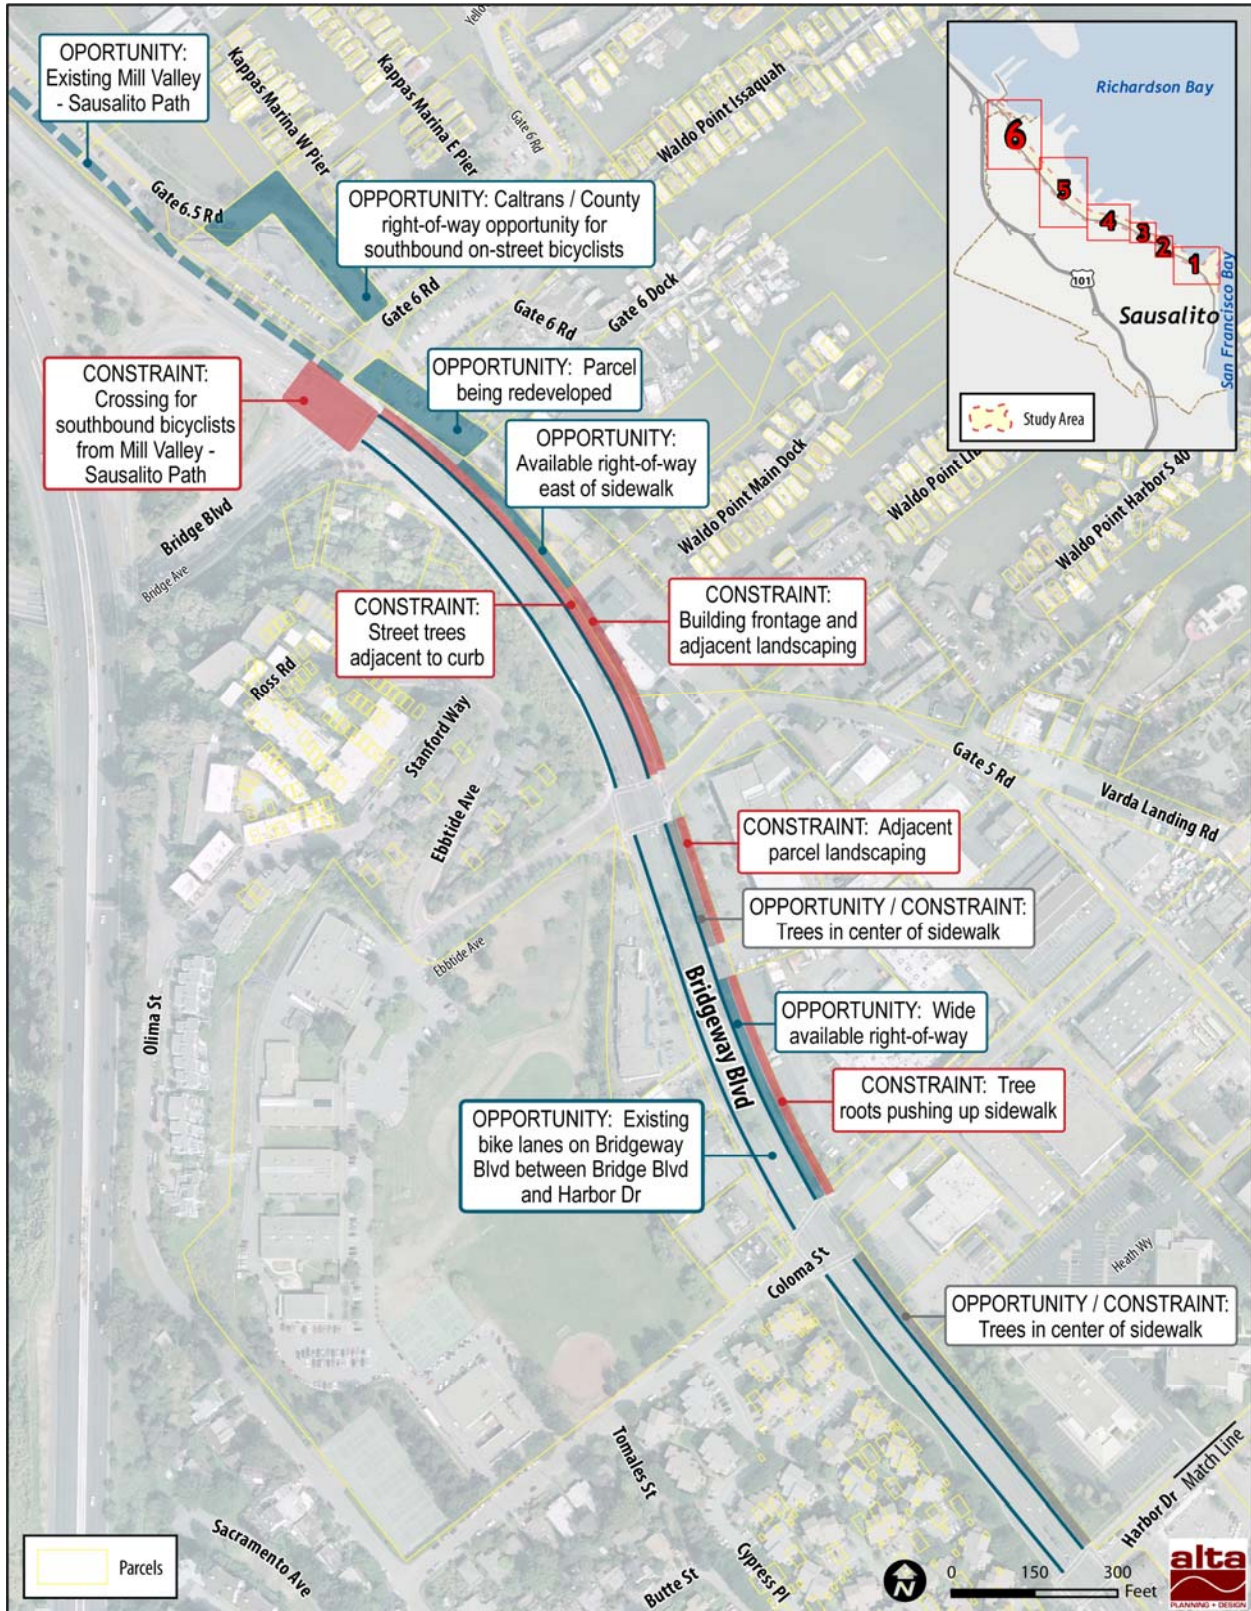 OPORTUNITY:
Existing Mill Valley
- Sausalito Path
Kappas Marina W Pier
Kappas Marina E Pier
Gate 6 Rd
Waldo Point Issaquah
Richardson Bay
6
5
4
3
2
1
101
Sausalito
San Francisco Bay
Study Area
Gate 6.5 Rd
OPPORTUNITY: Caltrans / County
right-of-way opportunity for
southbound on-street bicyclists
Gate 6 Rd
Gate 6 Rd
Gate 6 Dock
CONSTRAINT:
Crossing for
southbound bicyclists
from Mill Valley -
Sausalito Path
OPPORTUNITY: Parcel
being redeveloped
OPPORTUNITY:
Available right-of-way
east of sidewalk
Waldo Point Main Dock
Waldo Point
Waldo Point Harbor S 40
Bridge Blvd
Bridge Ave
CONSTRAINT:
Street trees
adjacent to curb
CONSTRAINT:
Building frontage and
adjacent landscaping
Ross Rd
Stanford Way
Ebbtide Ave
Gate 5 Rd
Varda Landing Rd
CONSTRAINT: Adjacent
parcel landscaping
OPPORTUNITY / CONSTRAINT:
Trees in center of sidewalk
Ebbtide Ave
Olima St
Bridgeway Blvd
OPPORTUNITY: Wide
available right-of-way
CONSTRAINT: Tree
roots pushing up sidewalk
OPPORTUNITY: Existing
bike lanes on Bridgeway
Blvd between Bridge Blvd
and Harbor Dr
Coloma St
Heath Wy
OPPORTUNITY / CONSTRAINT:
Trees in center of sidewalk
Tomales St
Cypress Pl
Butte St
Sacramento Ave
Harbor Dr
Match Line
Parcels
N
0 150 300
Feet
alta
PLANNING + DESIGN